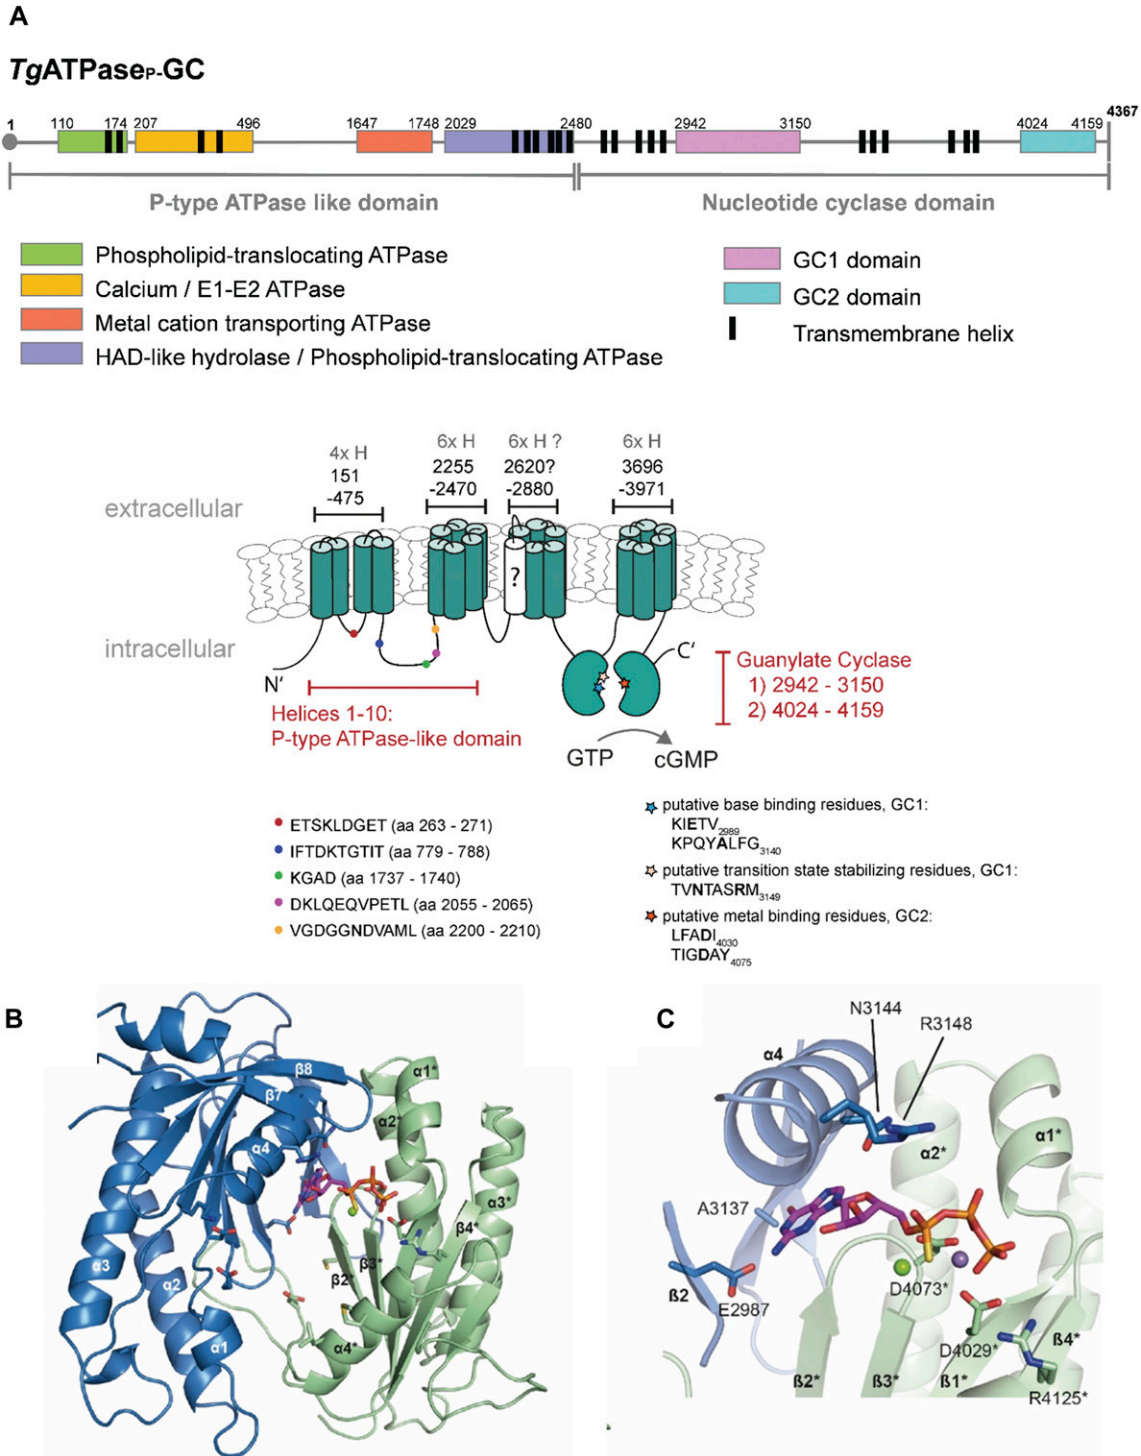 A
TgATPaseP-GC
1 110 174 207 496 1647 1748 2029 2480 2942 3150 4024 4159 4367
P-type ATPase like domain Nucleotide cyclase domain
Phospholipid-translocating ATPase
Calcium / E1-E2 ATPase
Metal cation transporting ATPase
HAD-like hydrolase / Phospholipid-translocating ATPase
GC1 domain
GC2 domain
Transmembrane helix
4x H
151
-475
6x H
2255
-2470
6x H ?
2620?
-2880
6x H
3696
-3971
extracellular
?
intracellular
N'
C'
Helices 1-10:
P-type ATPase-like domain
Guanylate Cyclase
1) 2942 - 3150
2) 4024 - 4159
GTP cGMP
ETSKLDGET (aa 263 - 271)
IFTDKTGTIT (aa 779 - 788)
KGAD (aa 1737 - 1740)
DKLQEQVPETL (aa 2055 - 2065)
VGDGGNDVAML (aa 2200 - 2210)
putative base binding residues, GC1:
KIETV2989
KPQYALFG3140
putative transition state stabilizing residues, GC1:
TVNTASRM3149
putative metal binding residues, GC2:
LFADI4030
TIGDAY4075
B
β8
β7
α4
α3
α2
α1
α1*
α2*
α3*
β4*
β3*
β2*
α4*
C
N3144
R3148
α4
α1*
α2*
A3137
D4073*
ß2
E2987
D4029*
ß4*
ß2*
ß3*
ß1*
R4125*